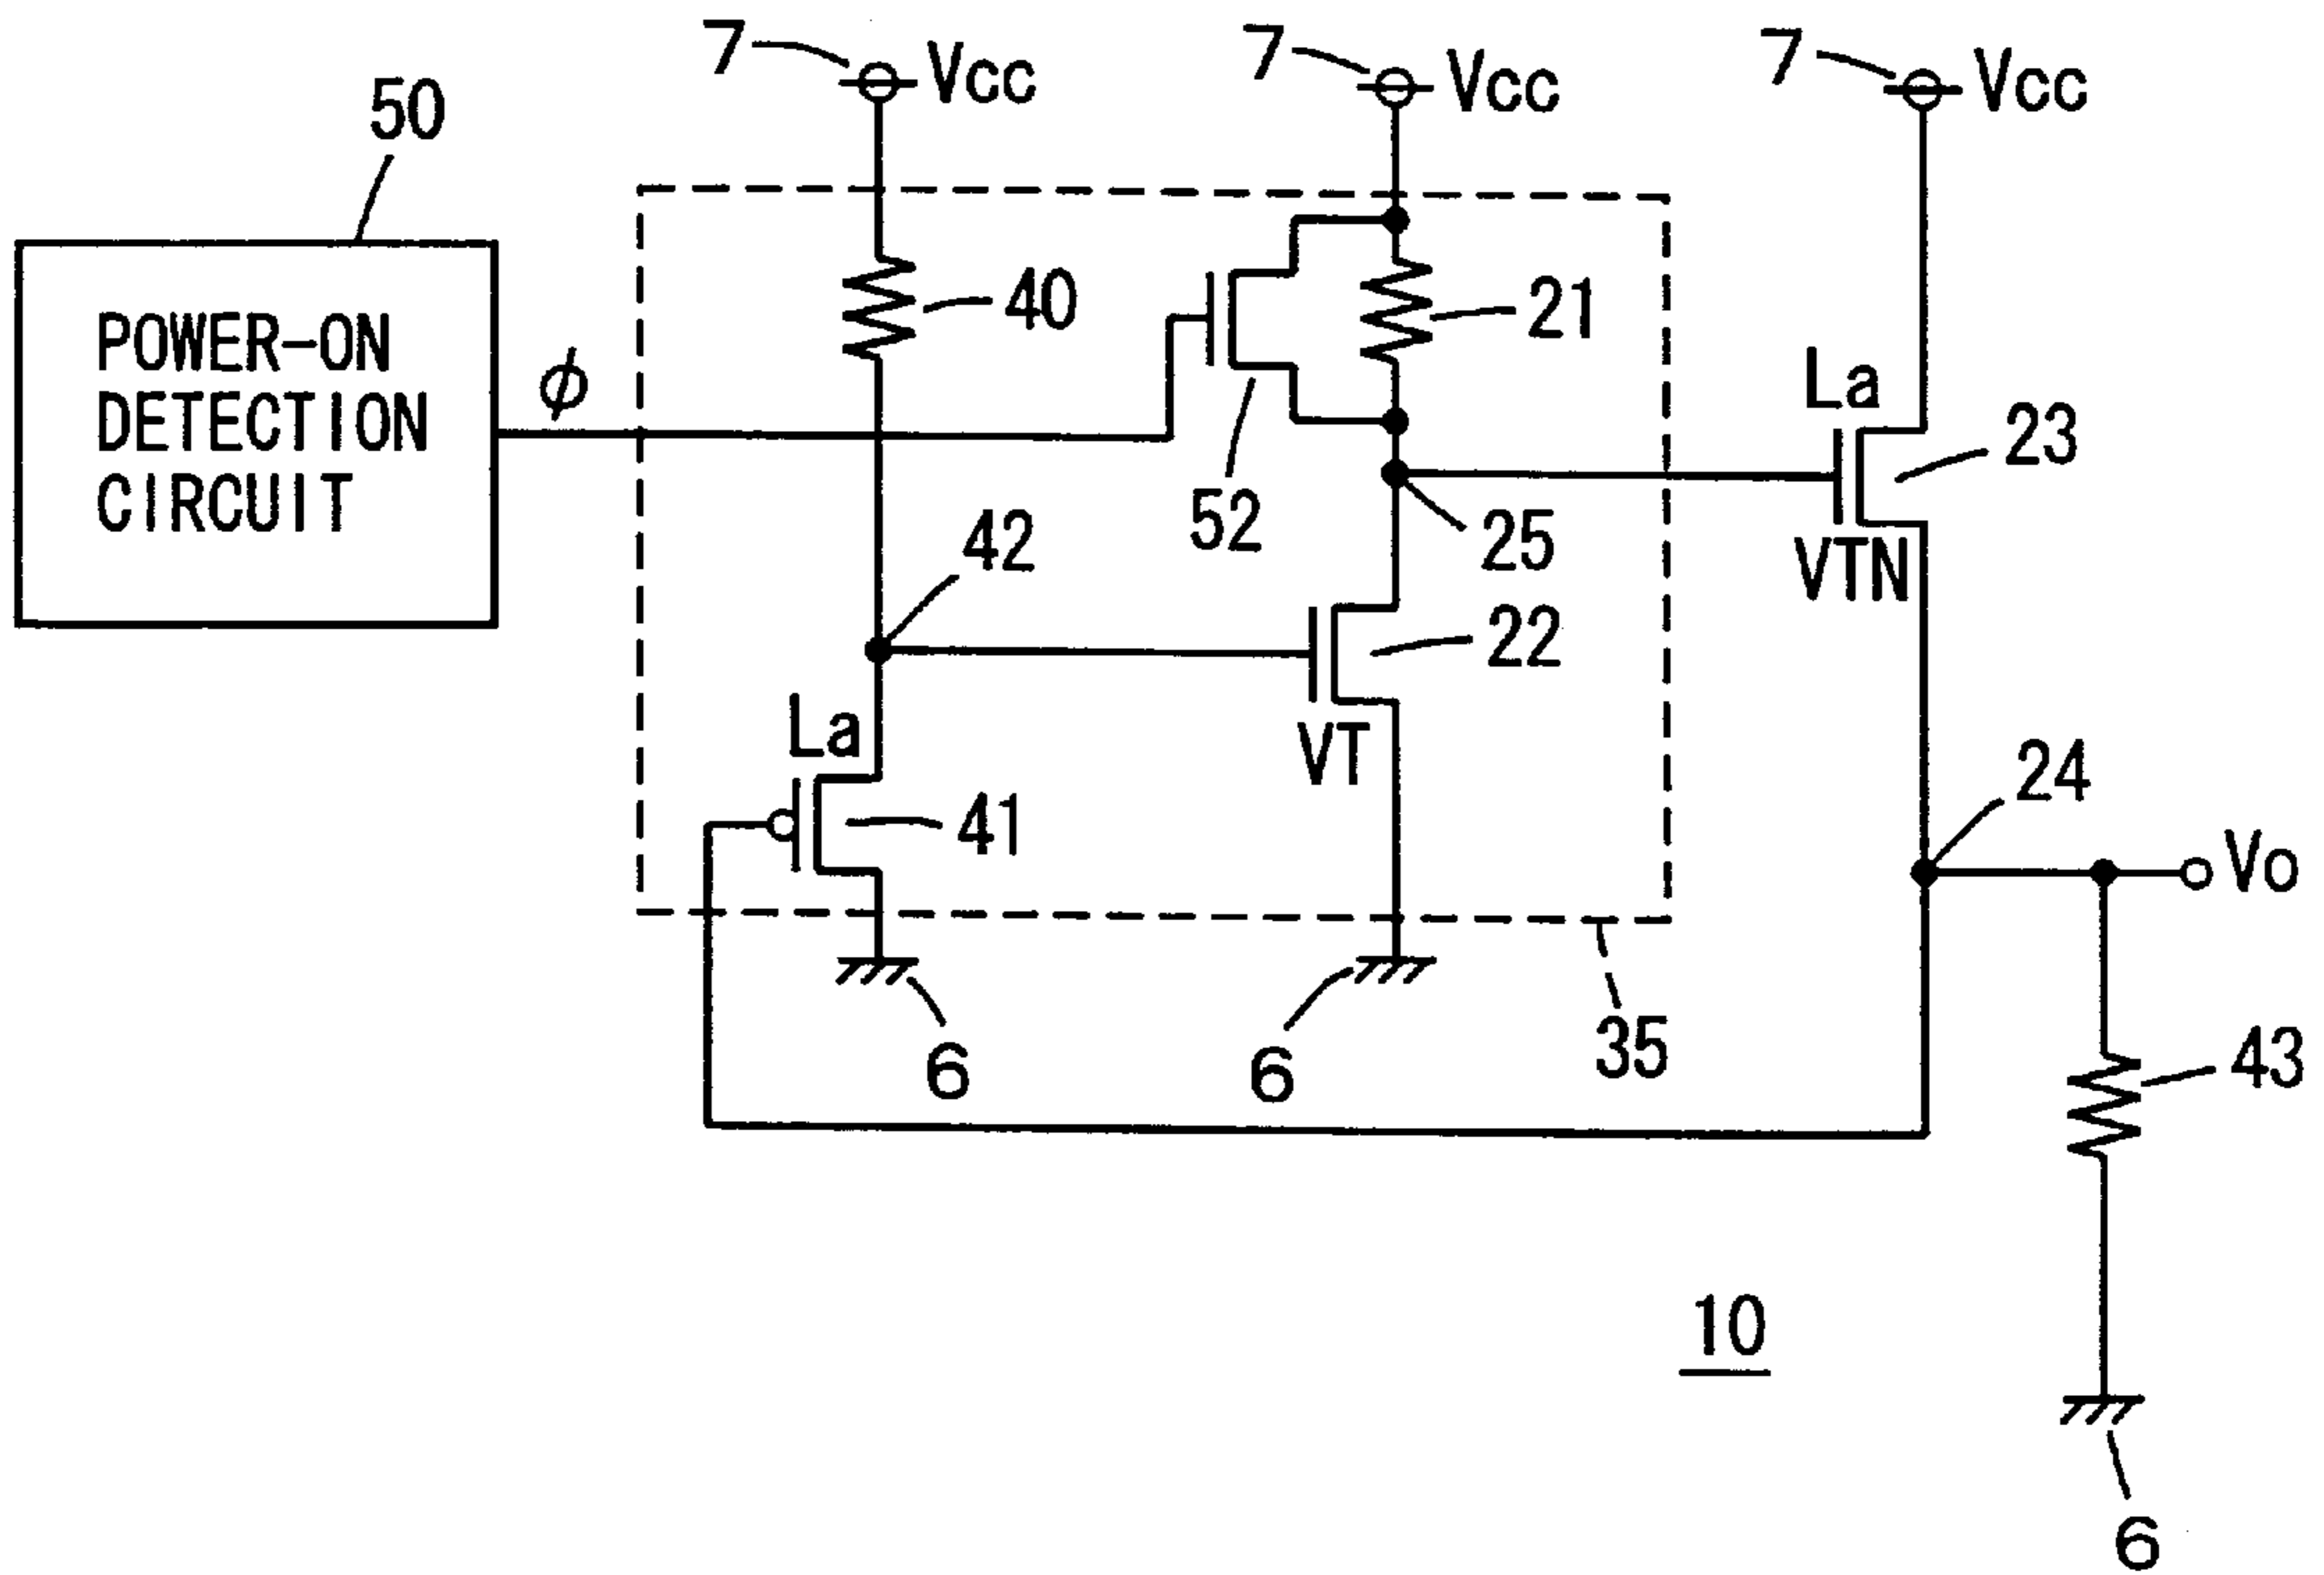 7 Vcc 7 Vcc 7 Vcc
50
POWER-ON
DETECTION
CIRCUIT
ϕ
40
21
La
23
52
42
25
VTN
22
La
VT
41
24
Vo
6
6
35
43
10
6